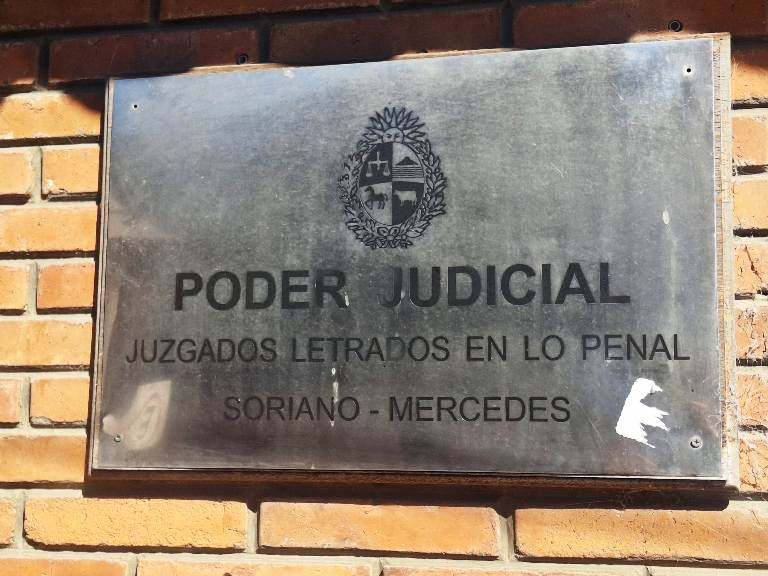 PODER JUDICIAL
JUZGADOS LETRADOS EN LO PENAL
SORIANO - MERCEDES